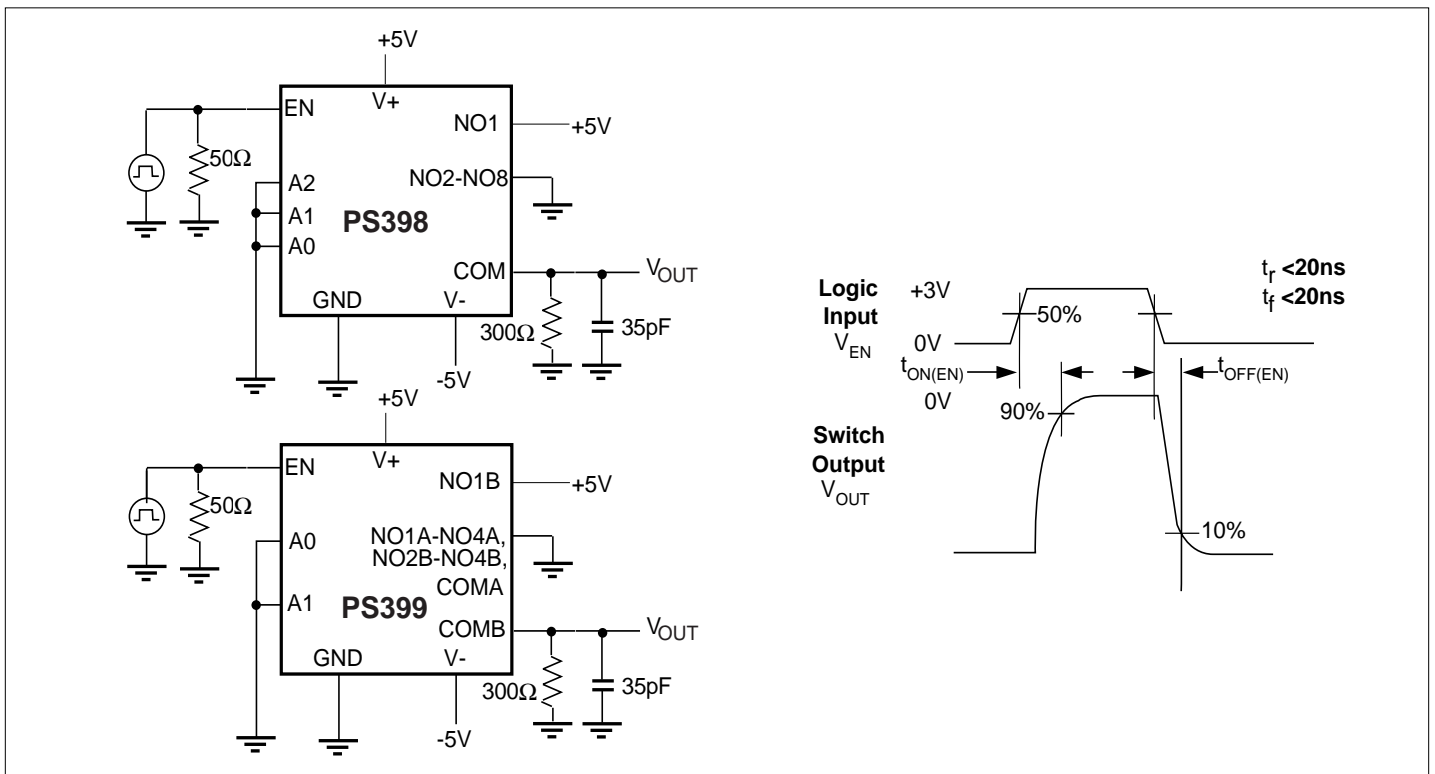 +5V
EN
V+
NO1
+5V
50Ω
A2
NO2-NO8
A1
PS398
A0
COM
VOUT
GND
V-
300Ω
35pF
-5V
+5V
EN
V+
NO1B
+5V
50Ω
A0
NO1A-NO4A,
NO2B-NO4B,
COMA
A1
PS399
COMB
VOUT
GND
V-
300Ω
35pF
-5V
Logic
Input
VEN
+3V
50%
0V
tr <20ns
tf <20ns
tON(EN)
tOFF(EN)
0V
90%
Switch
Output
VOUT
10%